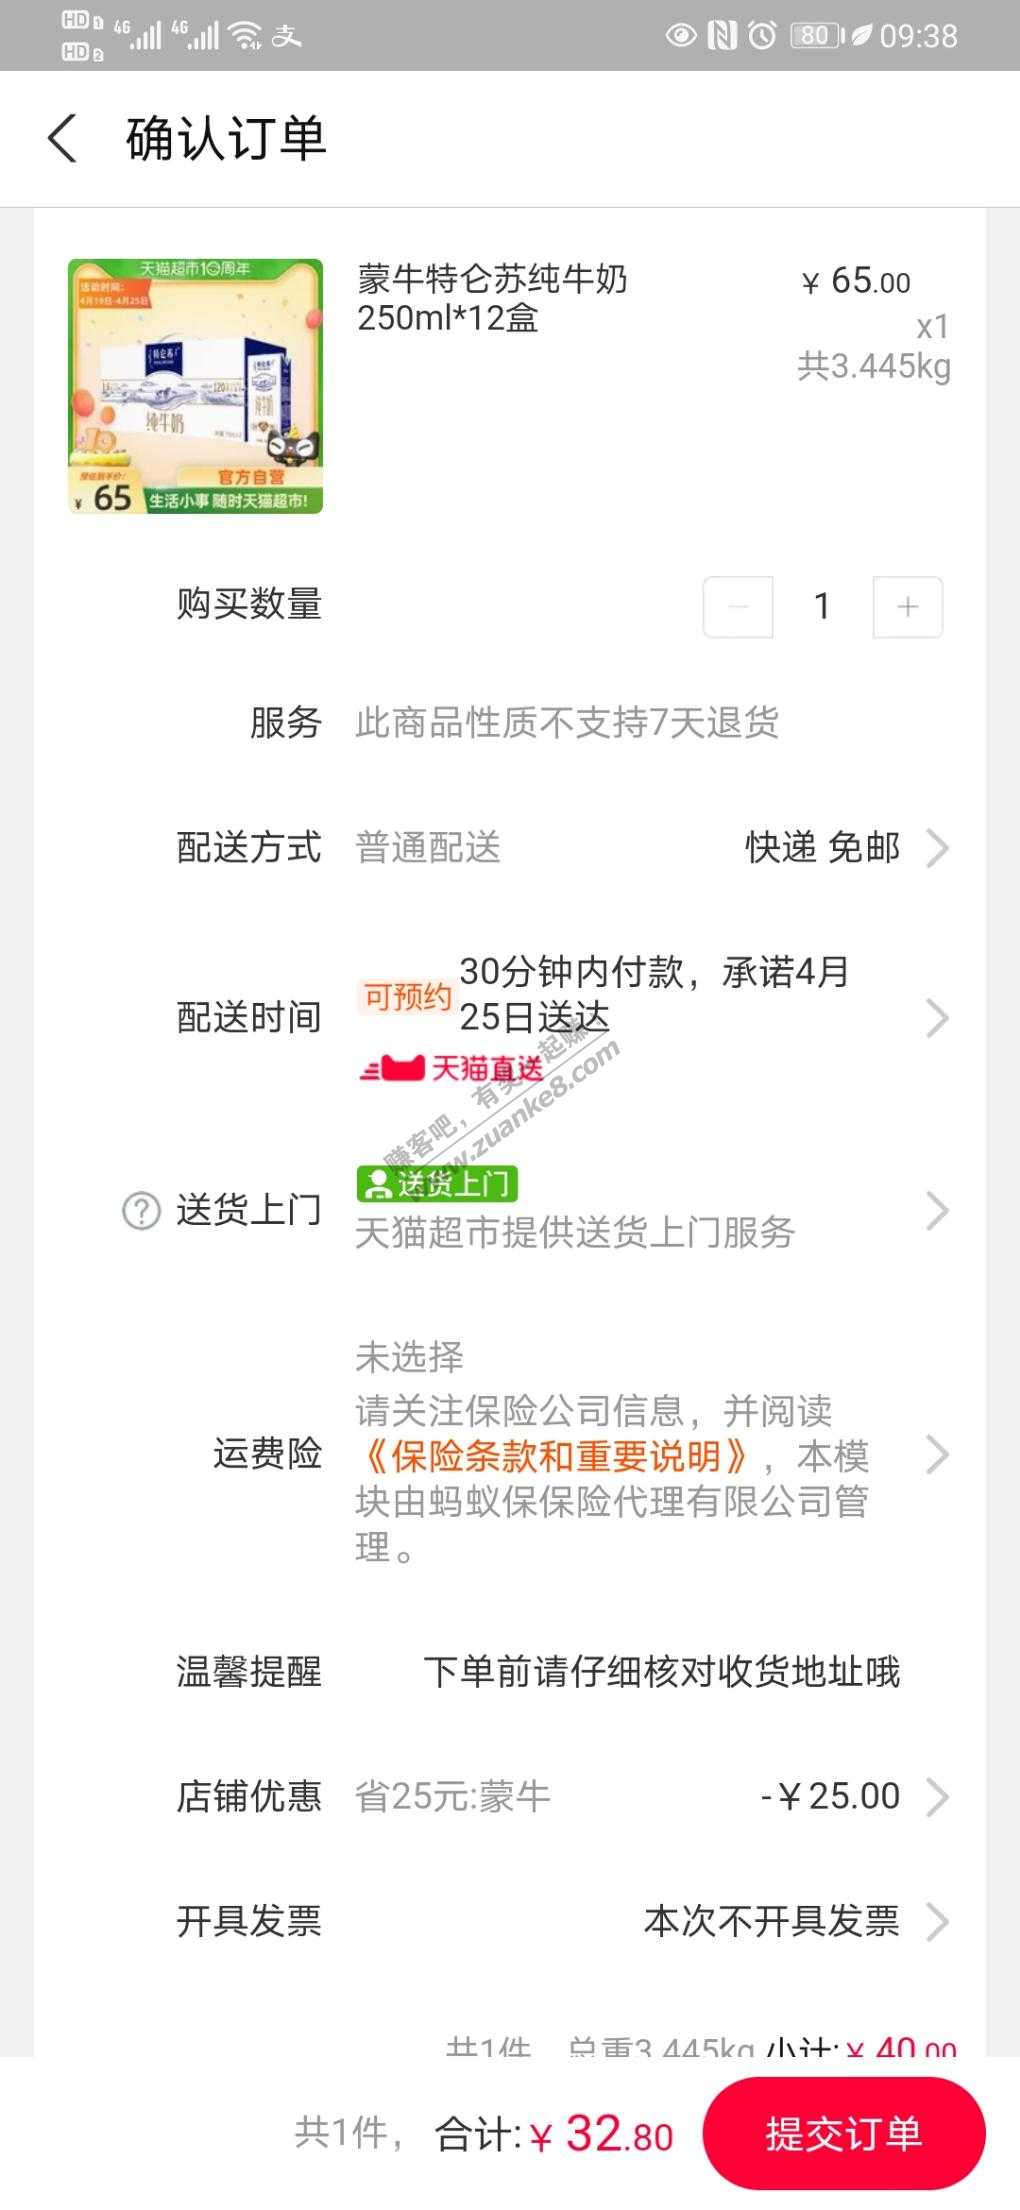 HD 1 4G 4G 支 N 80 09:38
HD 2
确认订单
天猫超市10周年
活动时间:
4月19日-4月25日
特仑苏
纯牛奶
官方自营
¥ 65 生活小事 随时天猫超市!
蒙牛特仑苏纯牛奶
250ml*12盒
¥ 65.00
x1
共3.445kg
购买数量 1 +
服务 此商品性质不支持7天退货
配送方式 普通配送 快递 免邮
配送时间 可预约 30分钟内付款，承诺4月
25日送达
天猫直送
赚客吧，有奖一起赚！
www.zuanke8.com
送货上门
? 送货上门
天猫超市提供送货上门服务
未选择
运费险 请关注保险公司信息，并阅读
《保险条款和重要说明》，本模
块由蚂蚁保保险代理有限公司管
理。
温馨提醒 下单前请仔细核对收货地址哦
店铺优惠 省25元:蒙牛 -¥25.00
开具发票 本次不开具发票
共1件 总重3.445kg 小计:¥ 40.00
共1件， 合计:¥ 32.80 提交订单